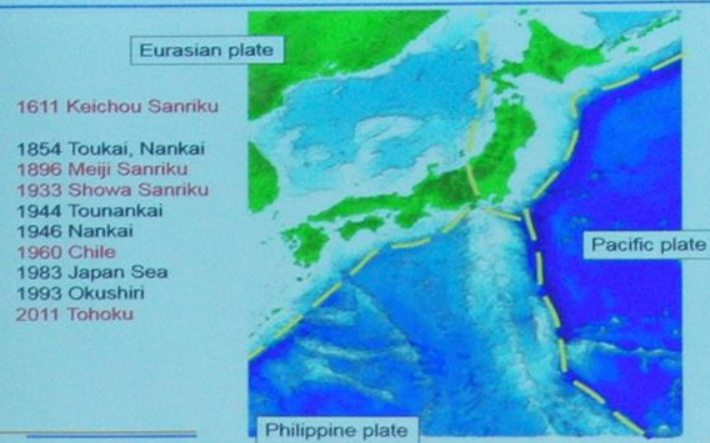 Eurasian plate
1611 Keichou Sanriku
1854 Toukai, Nankai
1896 Meiji Sanriku
1933 Showa Sanriku
1944 Tounankai
1946 Nankai
1960 Chile
1983 Japan Sea
1993 Okushiri
2011 Tohoku
Pacific plate
Philippine plate